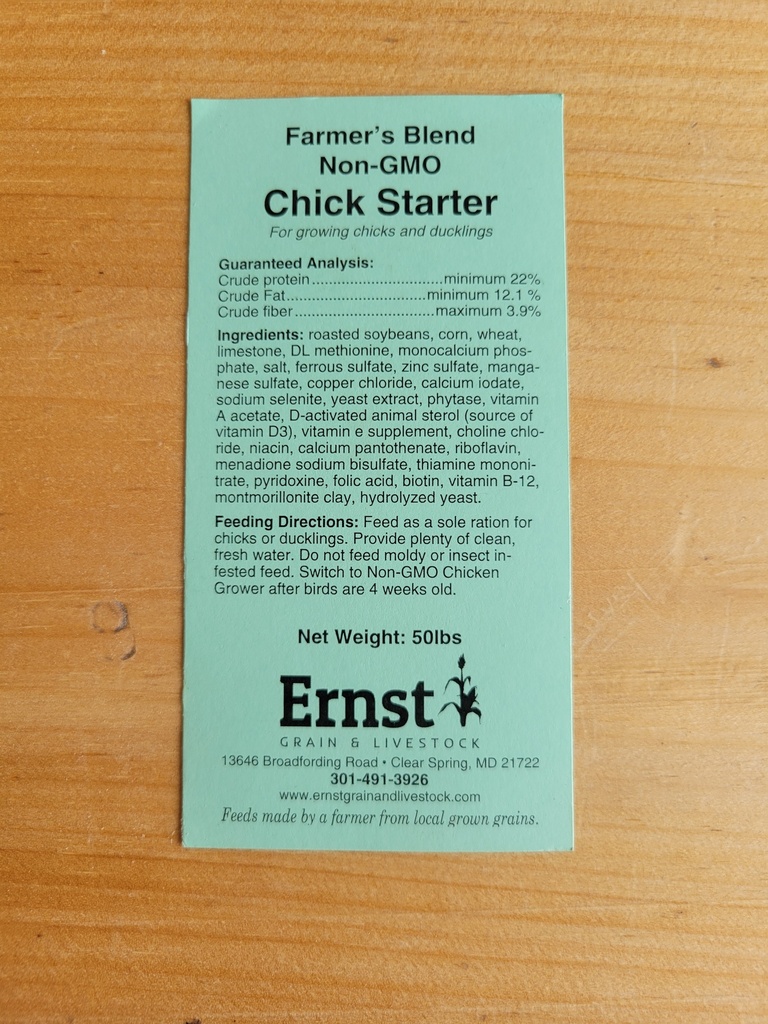 Farmer's Blend
Non-GMO
Chick Starter
For growing chicks and ducklings
Guaranteed Analysis:
Crude protein..............................minimum 22%
Crude Fat................................minimum 12.1 %
Crude fiber................................maximum 3.9%
Ingredients: roasted soybeans, corn, wheat,
limestone, DL methionine, monocalcium phos-
phate, salt, ferrous sulfate, zinc sulfate, manga-
nese sulfate, copper chloride, calcium iodate,
sodium selenite, yeast extract, phytase, vitamin
A acetate, D-activated animal sterol (source of
vitamin D3), vitamin e supplement, choline chlo-
ride, niacin, calcium pantothenate, riboflavin,
menadione sodium bisulfate, thiamine mononi-
trate, pyridoxine, folic acid, biotin, vitamin B-12,
montmorillonite clay, hydrolyzed yeast.
Feeding Directions: Feed as a sole ration for
chicks or ducklings. Provide plenty of clean,
fresh water. Do not feed moldy or insect in-
fested feed. Switch to Non-GMO Chicken
Grower after birds are 4 weeks old.
Net Weight: 50lbs
Ernst
GRAIN & LIVESTOCK
13646 Broadfording Road • Clear Spring, MD 21722
301-491-3926
www.ernstgrainandlivestock.com
Feeds made by a farmer from local grown grains.